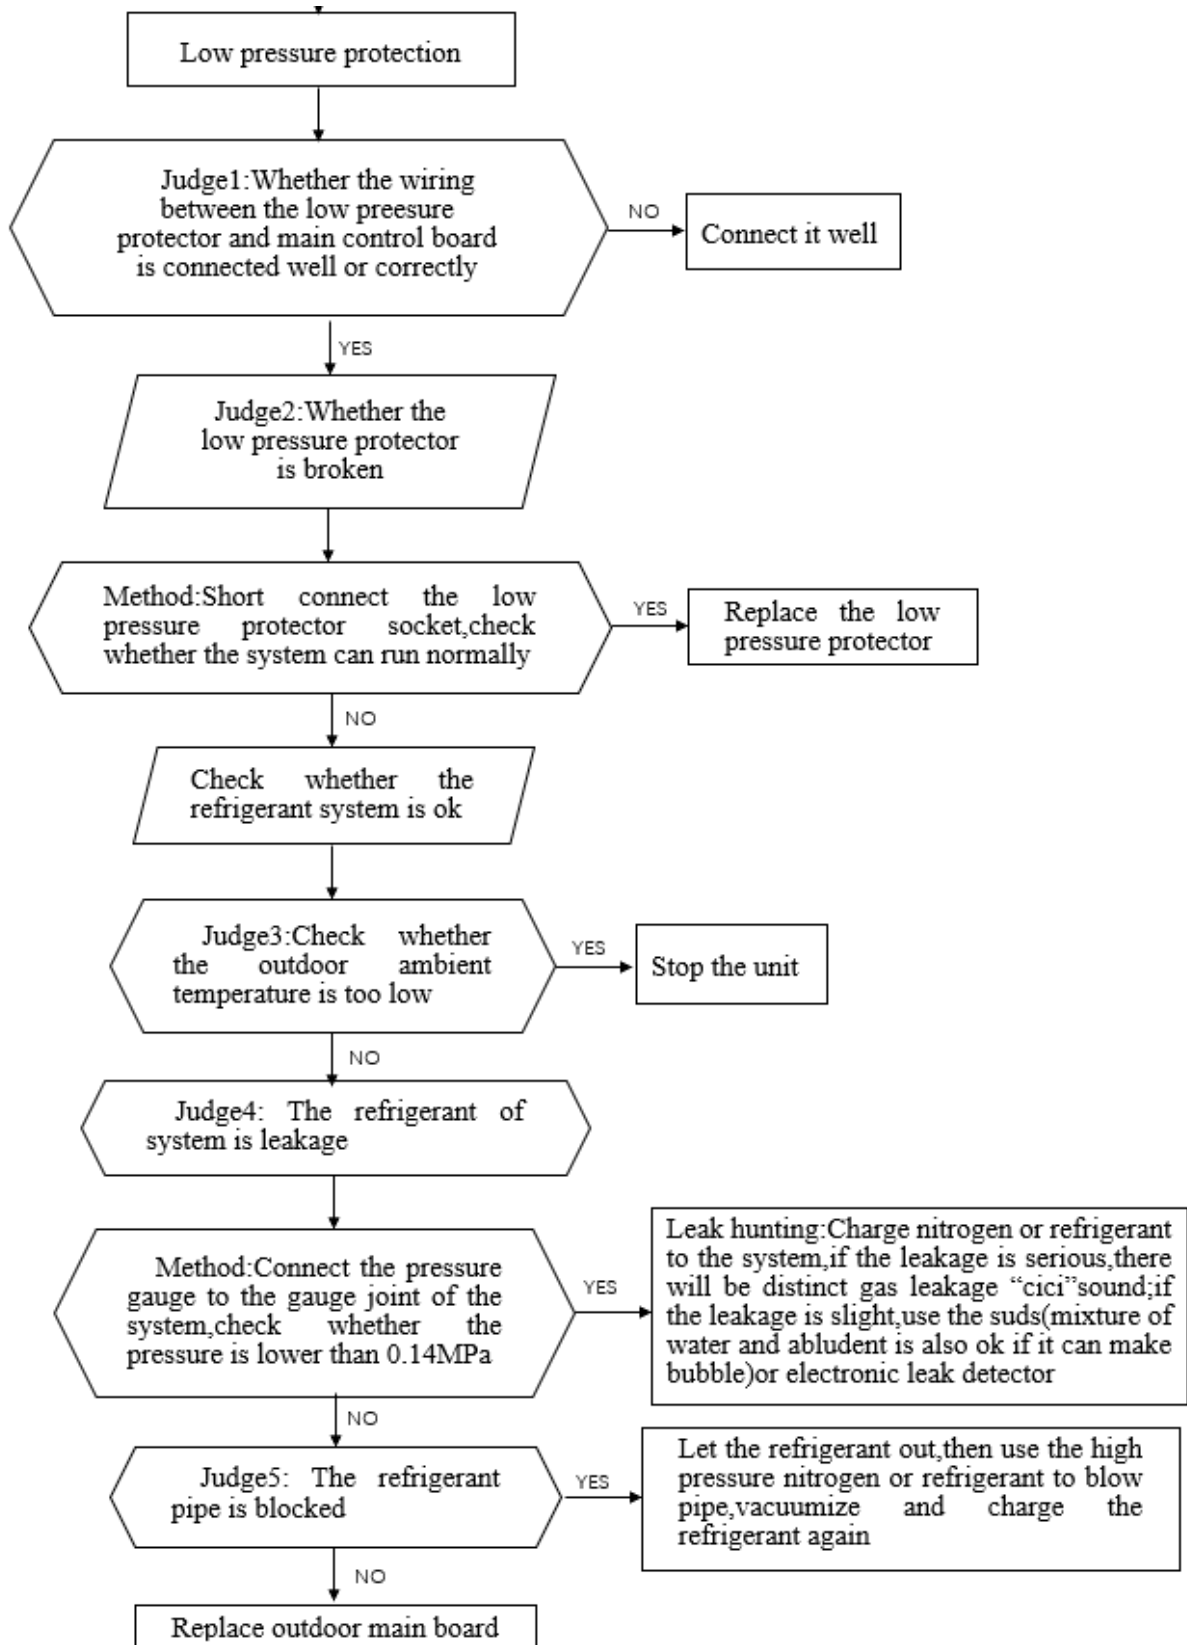 Low pressure protection
Judge1:Whether the wiring
between the low preesure
protector and main control board
is connected well or correctly
NO
Connect it well
YES
Judge2:Whether the
low pressure protector
is broken
Method:Short connect the low
pressure protector socket,check
whether the system can run normally
YES
Replace the low
pressure protector
NO
Check whether the
refrigerant system is ok
Judge3:Check whether
the outdoor ambient
temperature is too low
YES
Stop the unit
NO
Judge4: The refrigerant of
system is leakage
Method:Connect the pressure
gauge to the gauge joint of the
system,check whether the
pressure is lower than 0.14MPa
YES
Leak hunting:Charge nitrogen or refrigerant
to the system,if the leakage is serious,there
will be distinct gas leakage “cici”sound;if
the leakage is slight,use the suds(mixture of
water and abludent is also ok if it can make
bubble)or electronic leak detector
NO
Judge5: The refrigerant
pipe is blocked
YES
Let the refrigerant out,then use the high
pressure nitrogen or refrigerant to blow
pipe,vacuumize and charge the
refrigerant again
NO
Replace outdoor main board